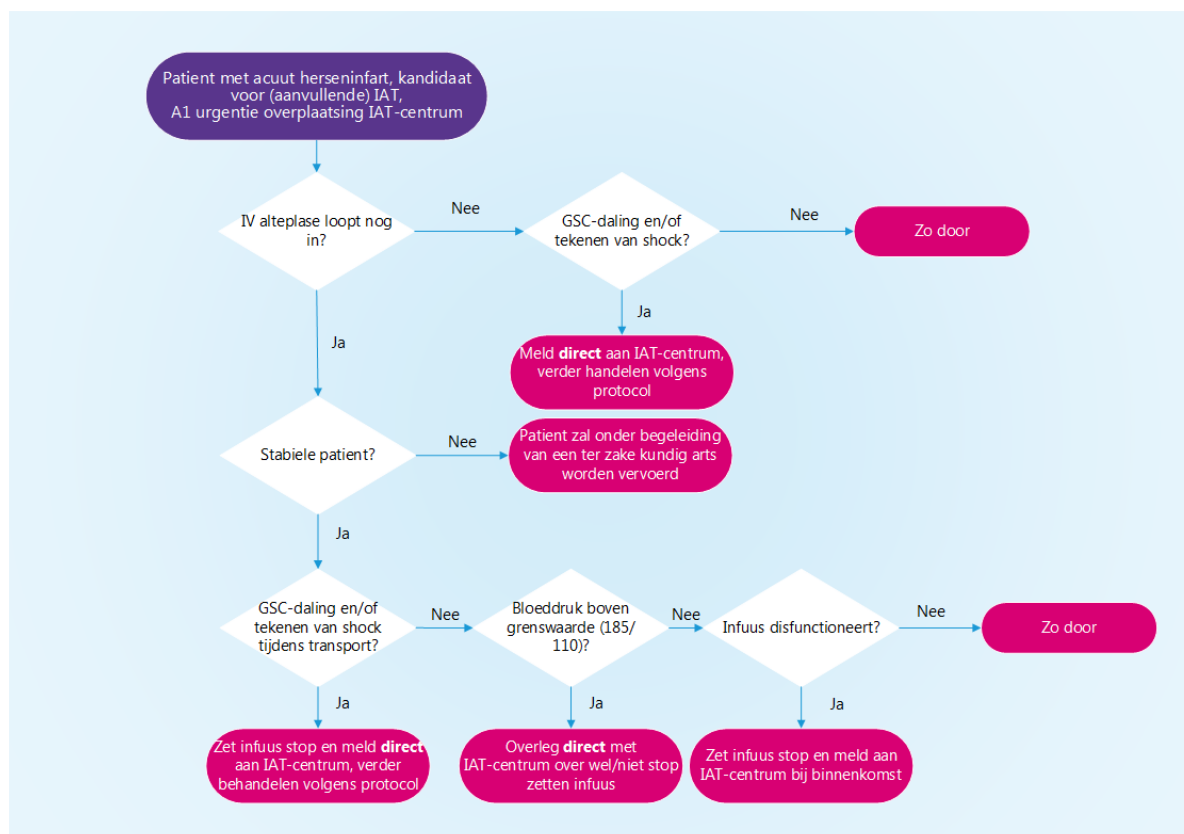 Patient met acuut herseninfart, kandidaat
voor (aanvullende) IAT,
A1 urgentie overplaatsing IAT-centrum
IV alteplase loopt nog
in?
Nee
GSC-daling en/of
tekenen van shock?
Nee
Zo door
Ja
Ja
Meld direct aan IAT-centrum,
verder handelen volgens
protocol
Stabiele patient?
Nee
Patient zal onder begeleiding
van een ter zake kundig arts
worden vervoerd
Ja
GSC-daling en/of
tekenen van shock
tijdens transport?
Nee
Bloeddruk boven
grenswaarde (185/
110)?
Nee
Infuus disfunctioneert?
Nee
Zo door
Ja
Ja
Ja
Zet infuus stop en meld direct
aan IAT-centrum, verder
behandelen volgens protocol
Overleg direct met
IAT-centrum over wel/niet stop
zetten infuus
Zet infuus stop en meld aan
IAT-centrum bij binnenkomst